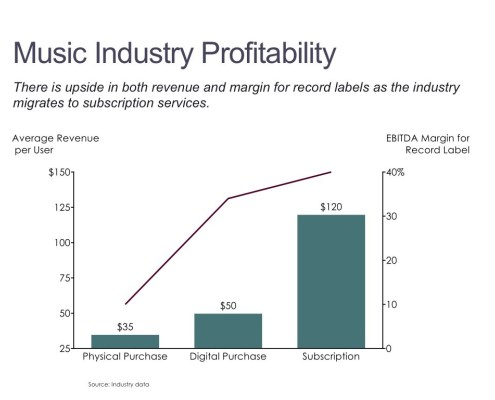 Music Industry Profitability
There is upside in both revenue and margin for record labels as the industry
migrates to subscription services.
Average Revenue
per User
EBITDA Margin for
Record Label
$150
125
100
75
50
25
40%
30
20
10
0
$35
$50
$120
Physical Purchase
Digital Purchase
Subscription
Source: Industry data